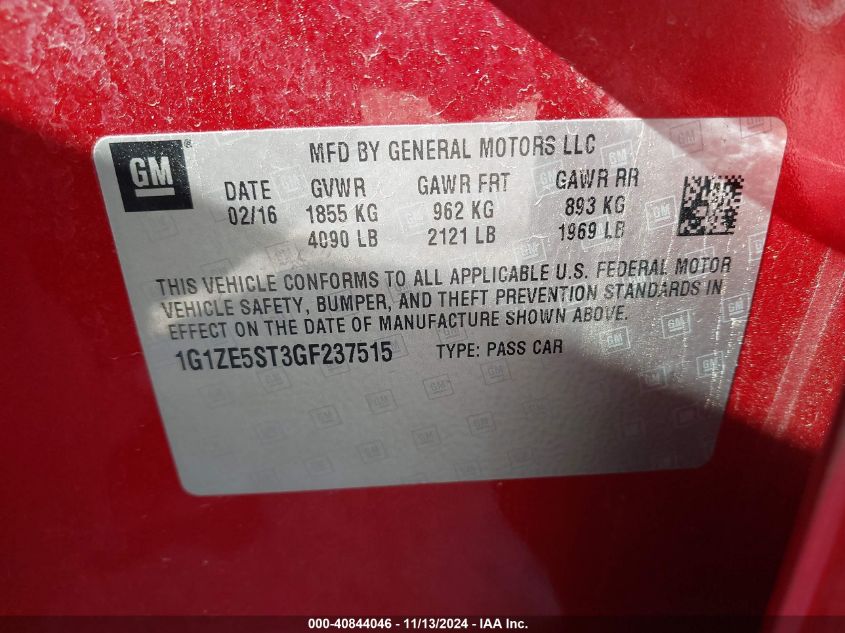 GM ®
MFD BY GENERAL MOTORS LLC
DATE GVWR GAWR FRT GAWR RR
02/16 1855 KG 962 KG 893 KG
4090 LB 2121 LB 1969 LB
THIS VEHICLE CONFORMS TO ALL APPLICABLE U.S. FEDERAL MOTOR
VEHICLE SAFETY, BUMPER, AND THEFT PREVENTION STANDARDS IN
EFFECT ON THE DATE OF MANUFACTURE SHOWN ABOVE.
1G1ZE5ST3GF237515 TYPE: PASS CAR
000-40844046 - 11/13/2024 - IAA Inc.